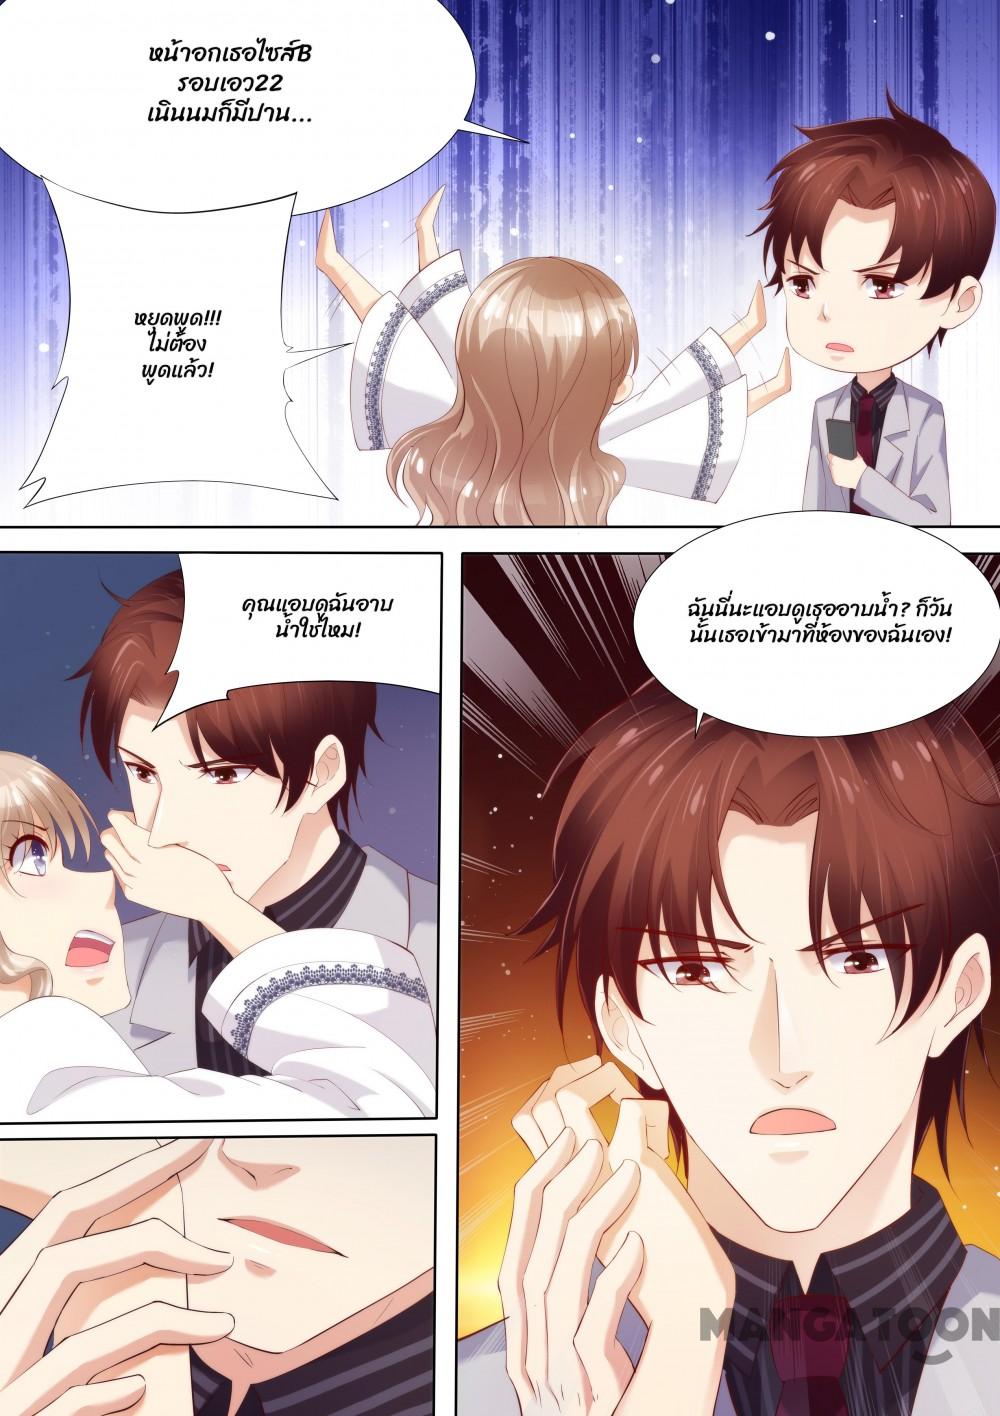 หน้าอกเธอไซส์B
รอบเอว22
เนินนมก็มีปาน...
หยุดพูด!!!
ไม่ต้อง
พูดแล้ว!
คุณแอบดูฉันอาบ
น้ำใช่ไหม!
ฉันนี่นะแอบดูเธออาบน้ำ? ก็วัน
นั้นเธอเข้ามาที่ห้องของฉันเอง!
MANGATOON